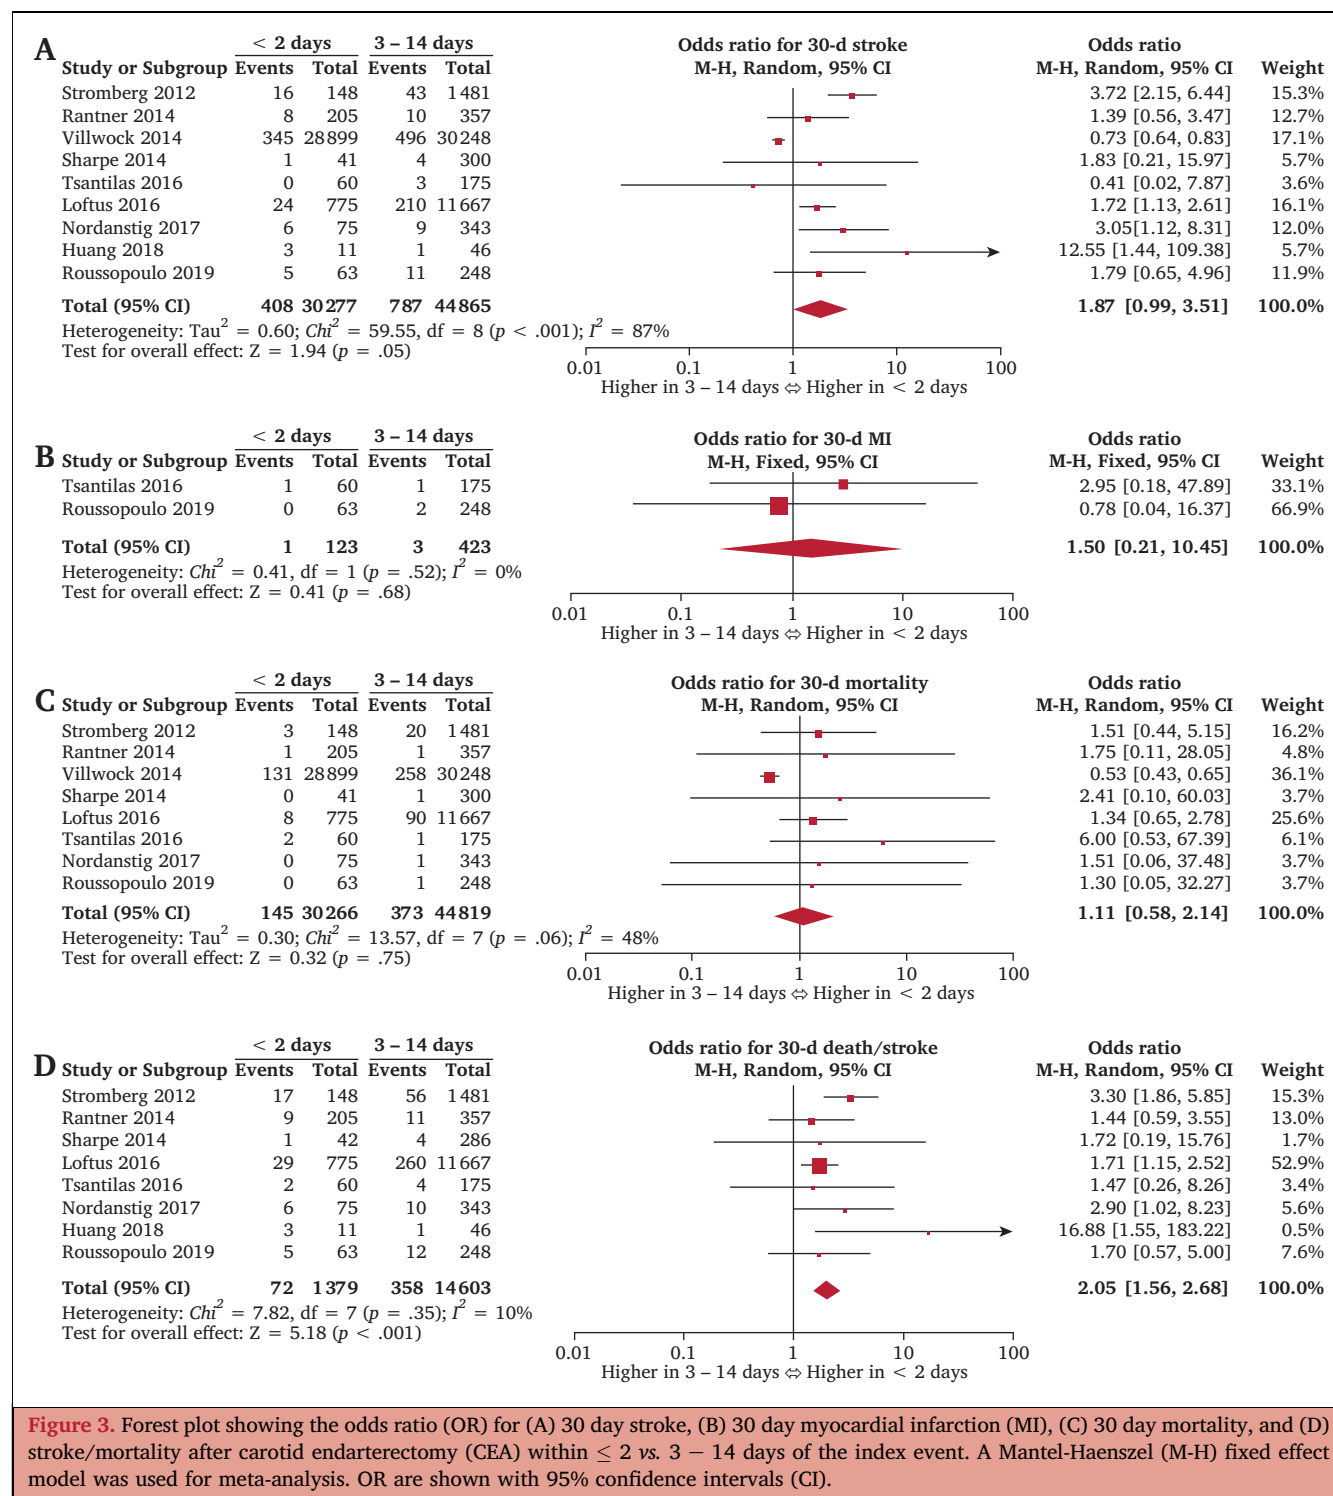 A
< 2 days 3 – 14 days Odds ratio for 30-d stroke Odds ratio
Study or Subgroup Events Total Events Total M-H, Random, 95% CI M-H, Random, 95% CI Weight
Stromberg 2012 16 148 43 1481 3.72 [2.15, 6.44] 15.3%
Rantner 2014 8 205 10 357 1.39 [0.56, 3.47] 12.7%
Villwock 2014 345 28899 496 30248 0.73 [0.64, 0.83] 17.1%
Sharpe 2014 1 41 4 300 1.83 [0.21, 15.97] 5.7%
Tsantilas 2016 0 60 3 175 0.41 [0.02, 7.87] 3.6%
Loftus 2016 24 775 210 11667 1.72 [1.13, 2.61] 16.1%
Nordanstig 2017 6 75 9 343 3.05[1.12, 8.31] 12.0%
Huang 2018 3 11 1 46 12.55 [1.44, 109.38] 5.7%
Roussopoulo 2019 5 63 11 248 1.79 [0.65, 4.96] 11.9%
Total (95% CI) 408 30277 787 44865 1.87 [0.99, 3.51] 100.0%
Heterogeneity: Tau² = 0.60; Chi² = 59.55, df = 8 (p < .001); I² = 87%
Test for overall effect: Z = 1.94 (p = .05)
0.01 0.1 1 10 100
Higher in 3 – 14 days ⇔ Higher in < 2 days
B
< 2 days 3 – 14 days Odds ratio for 30-d MI Odds ratio
Study or Subgroup Events Total Events Total M-H, Fixed, 95% CI M-H, Fixed, 95% CI Weight
Tsantilas 2016 1 60 1 175 2.95 [0.18, 47.89] 33.1%
Roussopoulo 2019 0 63 2 248 0.78 [0.04, 16.37] 66.9%
Total (95% CI) 1 123 3 423 1.50 [0.21, 10.45] 100.0%
Heterogeneity: Chi² = 0.41, df = 1 (p = .52); I² = 0%
Test for overall effect: Z = 0.41 (p = .68)
0.01 0.1 1 10 100
Higher in 3 – 14 days ⇔ Higher in < 2 days
C
< 2 days 3 – 14 days Odds ratio for 30-d mortality Odds ratio
Study or Subgroup Events Total Events Total M-H, Random, 95% CI M-H, Random, 95% CI Weight
Stromberg 2012 3 148 20 1481 1.51 [0.44, 5.15] 16.2%
Rantner 2014 1 205 1 357 1.75 [0.11, 28.05] 4.8%
Villwock 2014 131 28899 258 30248 0.53 [0.43, 0.65] 36.1%
Sharpe 2014 0 41 1 300 2.41 [0.10, 60.03] 3.7%
Loftus 2016 8 775 90 11667 1.34 [0.65, 2.78] 25.6%
Tsantilas 2016 2 60 1 175 6.00 [0.53, 67.39] 6.1%
Nordanstig 2017 0 75 1 343 1.51 [0.06, 37.48] 3.7%
Roussopoulo 2019 0 63 1 248 1.30 [0.05, 32.27] 3.7%
Total (95% CI) 145 30266 373 44819 1.11 [0.58, 2.14] 100.0%
Heterogeneity: Tau² = 0.30; Chi² = 13.57, df = 7 (p = .06); I² = 48%
Test for overall effect: Z = 0.32 (p = .75)
0.01 0.1 1 10 100
Higher in 3 – 14 days ⇔ Higher in < 2 days
D
< 2 days 3 – 14 days Odds ratio for 30-d death/stroke Odds ratio
Study or Subgroup Events Total Events Total M-H, Random, 95% CI M-H, Random, 95% CI Weight
Stromberg 2012 17 148 56 1481 3.30 [1.86, 5.85] 15.3%
Rantner 2014 9 205 11 357 1.44 [0.59, 3.55] 13.0%
Sharpe 2014 1 42 4 286 1.72 [0.19, 15.76] 1.7%
Loftus 2016 29 775 260 11667 1.71 [1.15, 2.52] 52.9%
Tsantilas 2016 2 60 4 175 1.47 [0.26, 8.26] 3.4%
Nordanstig 2017 6 75 10 343 2.90 [1.02, 8.23] 5.6%
Huang 2018 3 11 1 46 16.88 [1.55, 183.22] 0.5%
Roussopoulo 2019 5 63 12 248 1.70 [0.57, 5.00] 7.6%
Total (95% CI) 72 1379 358 14603 2.05 [1.56, 2.68] 100.0%
Heterogeneity: Chi² = 7.82, df = 7 (p = .35); I² = 10%
Test for overall effect: Z = 5.18 (p < .001)
0.01 0.1 1 10 100
Higher in 3 – 14 days ⇔ Higher in < 2 days
Figure 3. Forest plot showing the odds ratio (OR) for (A) 30 day stroke, (B) 30 day myocardial infarction (MI), (C) 30 day mortality, and (D)
stroke/mortality after carotid endarterectomy (CEA) within ≤ 2 vs. 3 − 14 days of the index event. A Mantel-Haenszel (M-H) fixed effect
model was used for meta-analysis. OR are shown with 95% confidence intervals (CI).